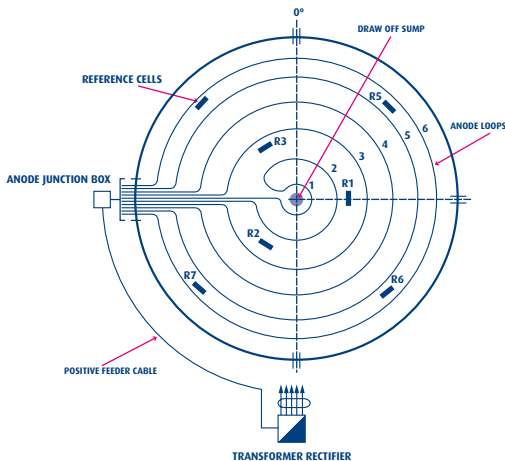 0º
DRAW OFF SUMP
REFERENCE CELLS
R5
6
5
4
ANODE LOOPS
R3
3
2
1
ANODE JUNCTION BOX
R1
R2
R7
R6
POSITIVE FEEDER CABLE
TRANSFORMER RECTIFIER